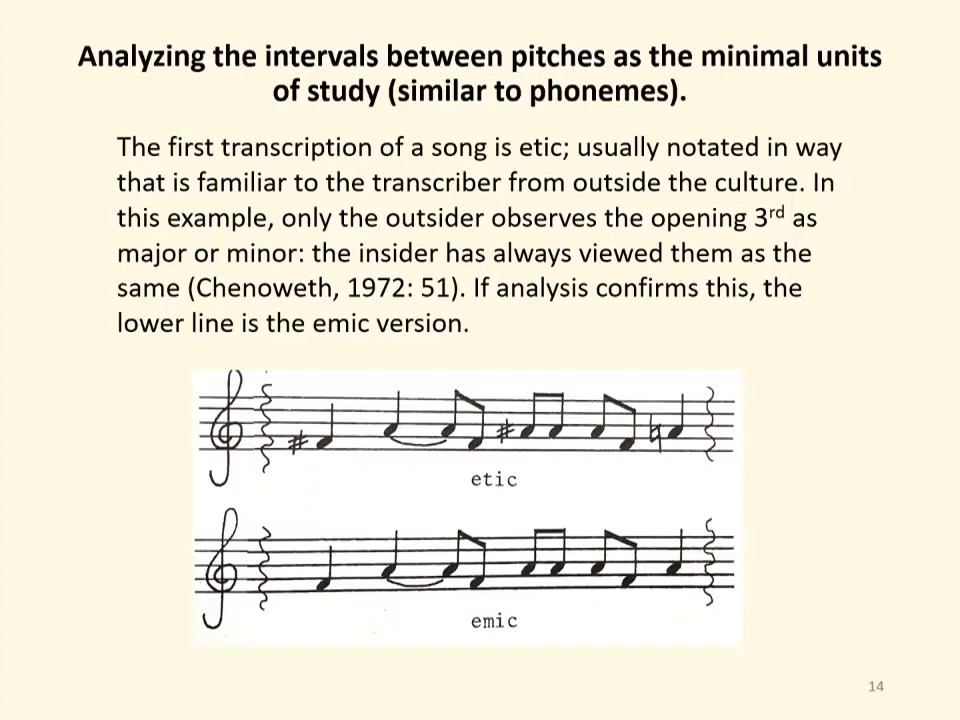 Analyzing the intervals between pitches as the minimal units
of study (similar to phonemes).
The first transcription of a song is etic; usually notated in way
that is familiar to the transcriber from outside the culture. In
this example, only the outsider observes the opening 3rd as
major or minor: the insider has always viewed them as the
same (Chenoweth, 1972: 51). If analysis confirms this, the
lower line is the emic version.
etic
emic
14